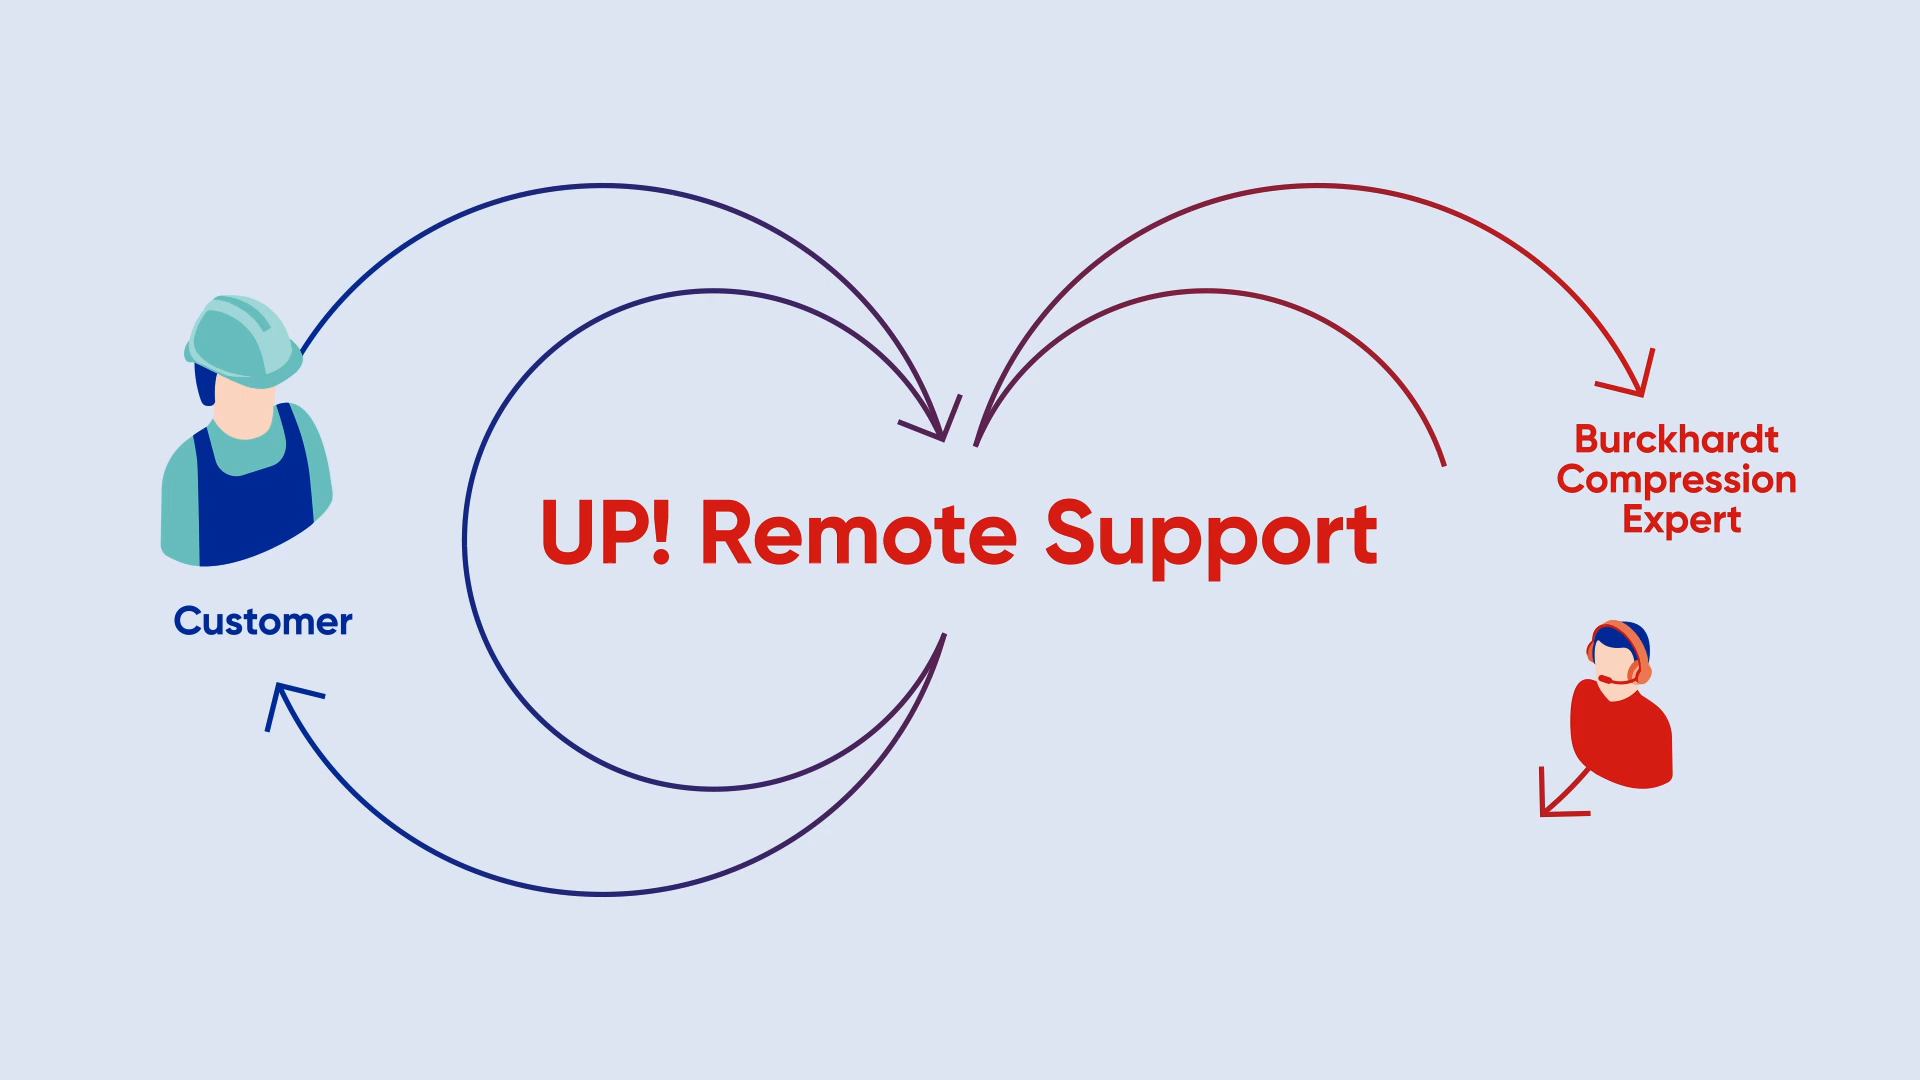 UP! Remote Support
Customer
Burckhardt
Compression
Expert